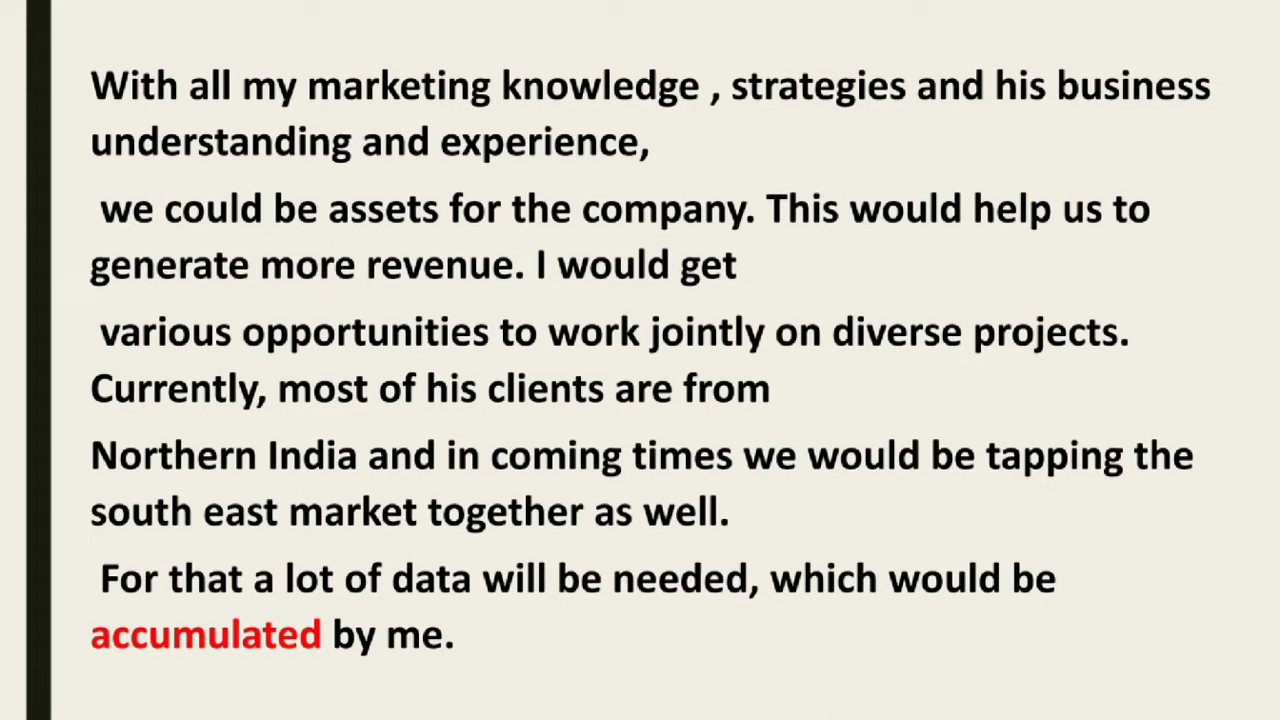 With all my marketing knowledge , strategies and his business
understanding and experience,
we could be assets for the company. This would help us to
generate more revenue. I would get
various opportunities to work jointly on diverse projects.
Currently, most of his clients are from
Northern India and in coming times we would be tapping the
south east market together as well.
For that a lot of data will be needed, which would be
accumulated by me.